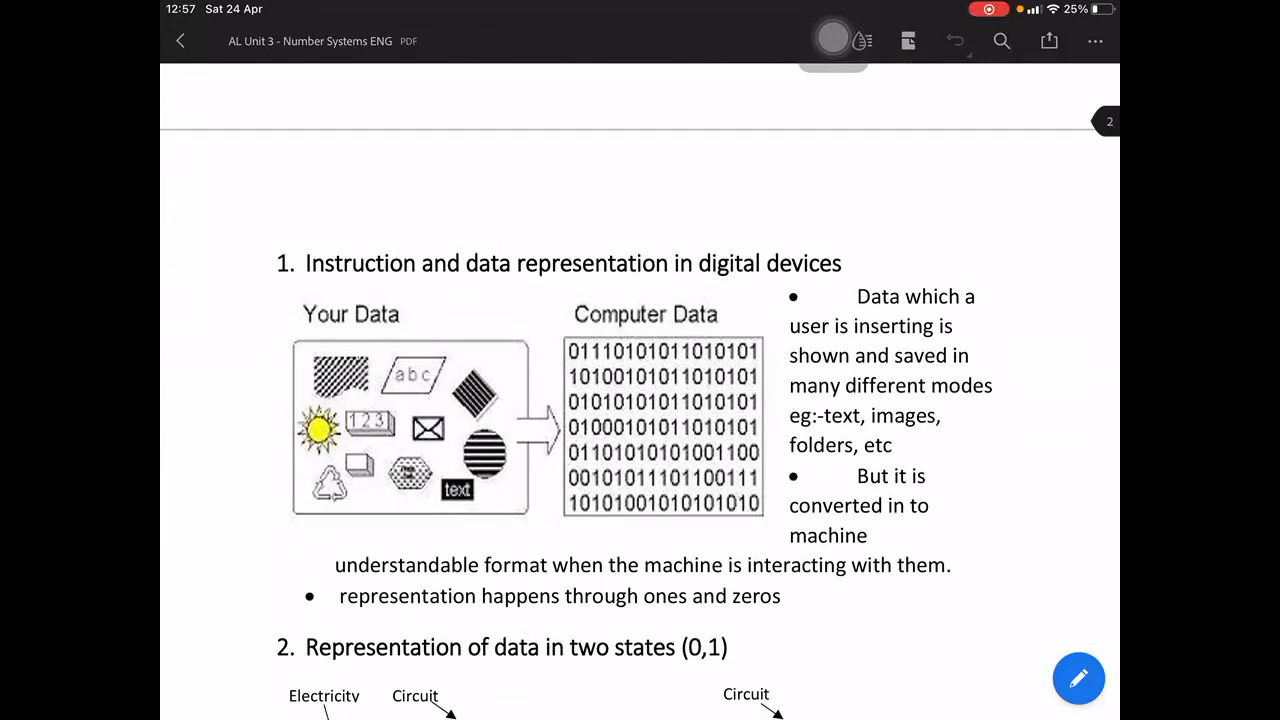 12:57 Sat 24 Apr
25%
AL Unit 3 - Number Systems ENG PDF
2
1. Instruction and data representation in digital devices
Your Data
Computer Data
abc
123
text
01110101011010101
10100101011010101
01010101011010101
01000101011010101
01101010101001100
00101011101100111
10101001010101010
• Data which a
user is inserting is
shown and saved in
many different modes
eg:-text, images,
folders, etc
• But it is
converted in to
machine
understandable format when the machine is interacting with them.
• representation happens through ones and zeros
2. Representation of data in two states (0,1)
Electricity Circuit Circuit